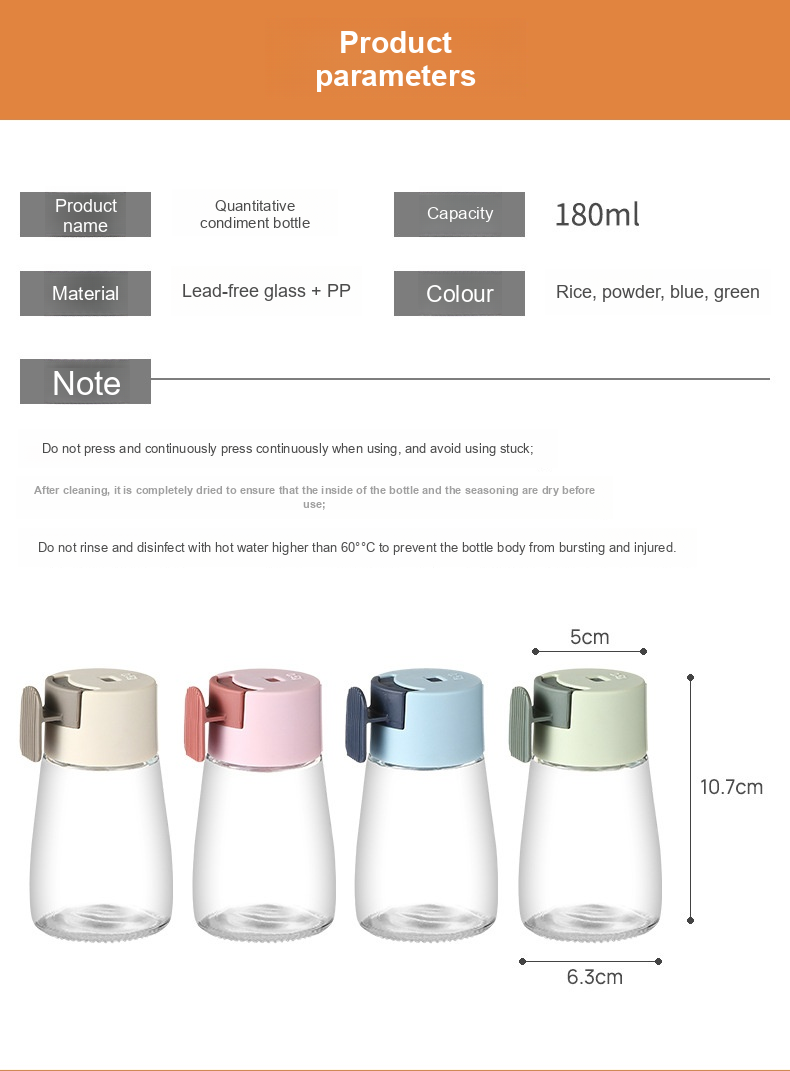 Product
parameters
Product
name
Quantitative
condiment bottle
Capacity
180ml
Material
Lead-free glass + PP
Colour
Rice, powder, blue, green
Note
Do not press and continuously press continuously when using, and avoid using stuck;
After cleaning, it is completely dried to ensure that the inside of the bottle and the seasoning are dry before
use;
Do not rinse and disinfect with hot water higher than 60°°C to prevent the bottle body from bursting and injured.
5cm
10.7cm
6.3cm